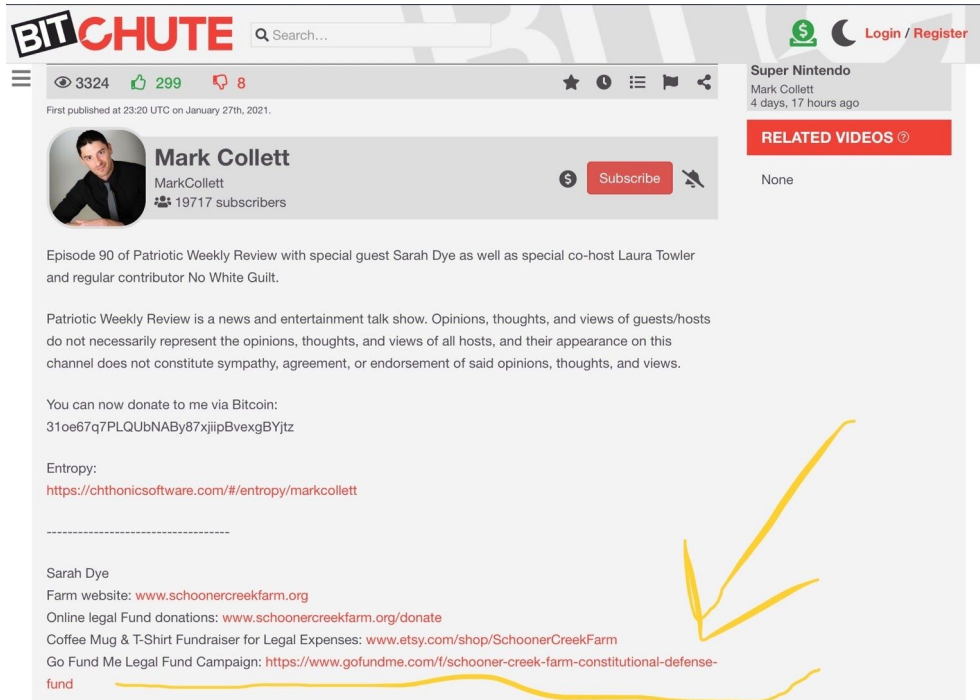 BITCHUTE
Search...
Login / Register
3324 299 8
First published at 23:20 UTC on January 27th, 2021.
Mark Collett
MarkCollett
19717 subscribers
Subscribe
Episode 90 of Patriotic Weekly Review with special guest Sarah Dye as well as special co-host Laura Towler
and regular contributor No White Guilt.
Patriotic Weekly Review is a news and entertainment talk show. Opinions, thoughts, and views of guests/hosts
do not necessarily represent the opinions, thoughts, and views of all hosts, and their appearance on this
channel does not constitute sympathy, agreement, or endorsement of said opinions, thoughts, and views.
You can now donate to me via Bitcoin:
31oe67q7PLQUbNABy87xjiipBvexgBYjtz
Entropy:
https://chthonicsoftware.com/#/entropy/markcollett
-----------------------------------
Sarah Dye
Farm website: www.schoonercreekfarm.org
Online legal Fund donations: www.schoonercreekfarm.org/donate
Coffee Mug & T-Shirt Fundraiser for Legal Expenses: www.etsy.com/shop/SchoonerCreekFarm
Go Fund Me Legal Fund Campaign: https://www.gofundme.com/f/schooner-creek-farm-constitutional-defense-
fund
Super Nintendo
Mark Collett
4 days, 17 hours ago
RELATED VIDEOS
None